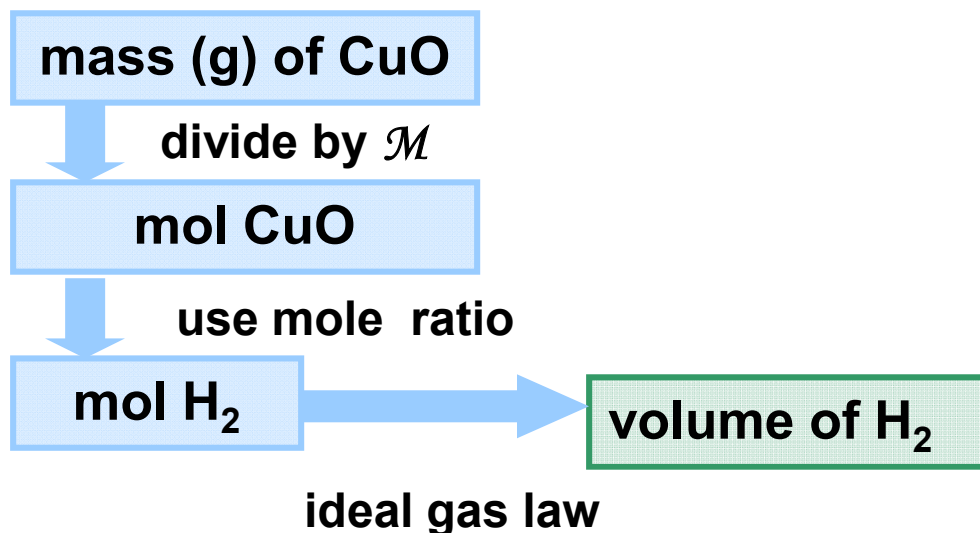 mass (g) of CuO
divide by ℳ
mol CuO
use mole ratio
mol H₂
volume of H₂
ideal gas law